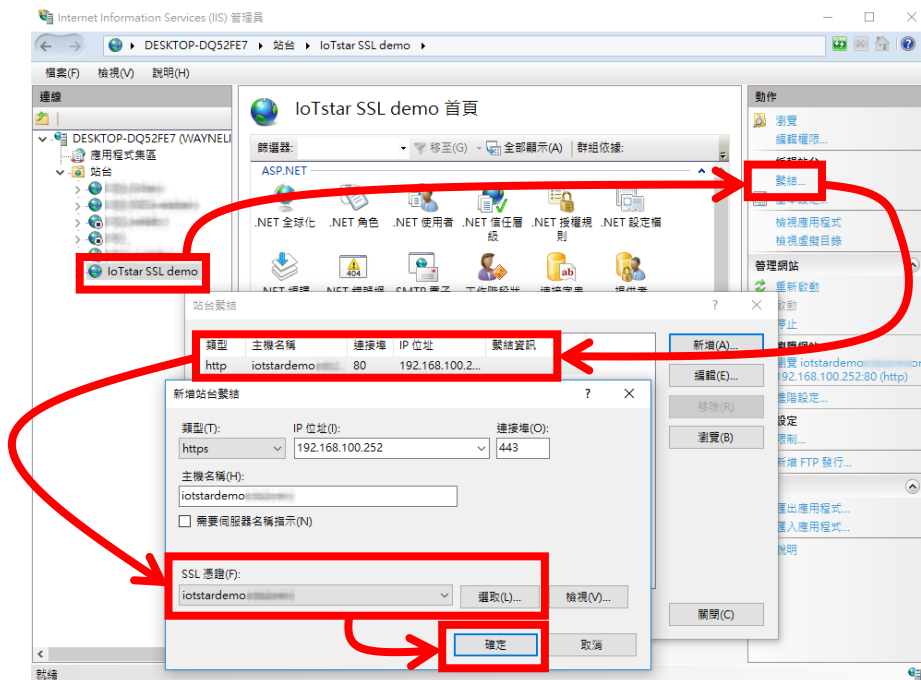 Internet Information Services (IIS) 管理員
DESKTOP-DQ52FE7 站台 IoTstar SSL demo
檔案(F) 檢視(V) 說明(H)
連線
DESKTOP-DQ52FE7 (WAYNELI
應用程式集區
站台
IoTstar SSL demo
IoTstar SSL demo 首頁
篩選器: 移至(G) 全部顯示(A) 群組依據:
ASP.NET
.NET 全球化 .NET 角色 .NET 使用者 .NET 信任層級 .NET 授權規則 .NET 設定檔
動作
瀏覽
編輯權限...
編輯站台
繫結...
檢視應用程式
檢視虛擬目錄
管理網站
重新啟動
啟動
停止
瀏覽網站
瀏覽 iotstardemo
192.168.100.252:80 (http)
進階設定...
設定
限制...
新增 FTP 發行...
匯出應用程式...
匯入應用程式...
說明
站台繫結 ?
類型 主機名稱 連接埠 IP 位址 繫結資訊
http iotstardemo 80 192.168.100.2...
新增(A)...
編輯(E)...
移除(R)
瀏覽(B)
關閉(C)
新增站台繫結 ?
類型(T): IP 位址(I): 連接埠(O):
https 192.168.100.252 443
主機名稱(H):
iotstardemo
需要伺服器名稱指示(N)
SSL 憑證(F):
iotstardemo 選取(L)... 檢視(V)...
確定 取消
就緒